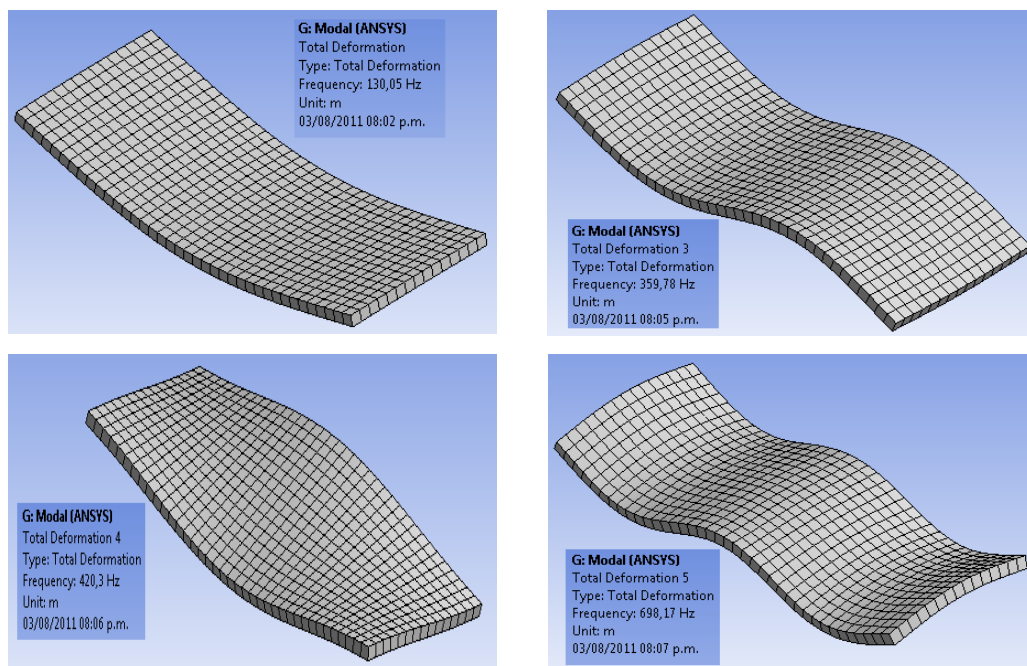 G: Modal (ANSYS)
Total Deformation
Type: Total Deformation
Frequency: 130,05 Hz
Unit: m
03/08/2011 08:02 p.m.
G: Modal (ANSYS)
Total Deformation 3
Type: Total Deformation
Frequency: 359,78 Hz
Unit: m
03/08/2011 08:05 p.m.
G: Modal (ANSYS)
Total Deformation 4
Type: Total Deformation
Frequency: 420,3 Hz
Unit: m
03/08/2011 08:06 p.m.
G: Modal (ANSYS)
Total Deformation 5
Type: Total Deformation
Frequency: 698,17 Hz
Unit: m
03/08/2011 08:07 p.m.